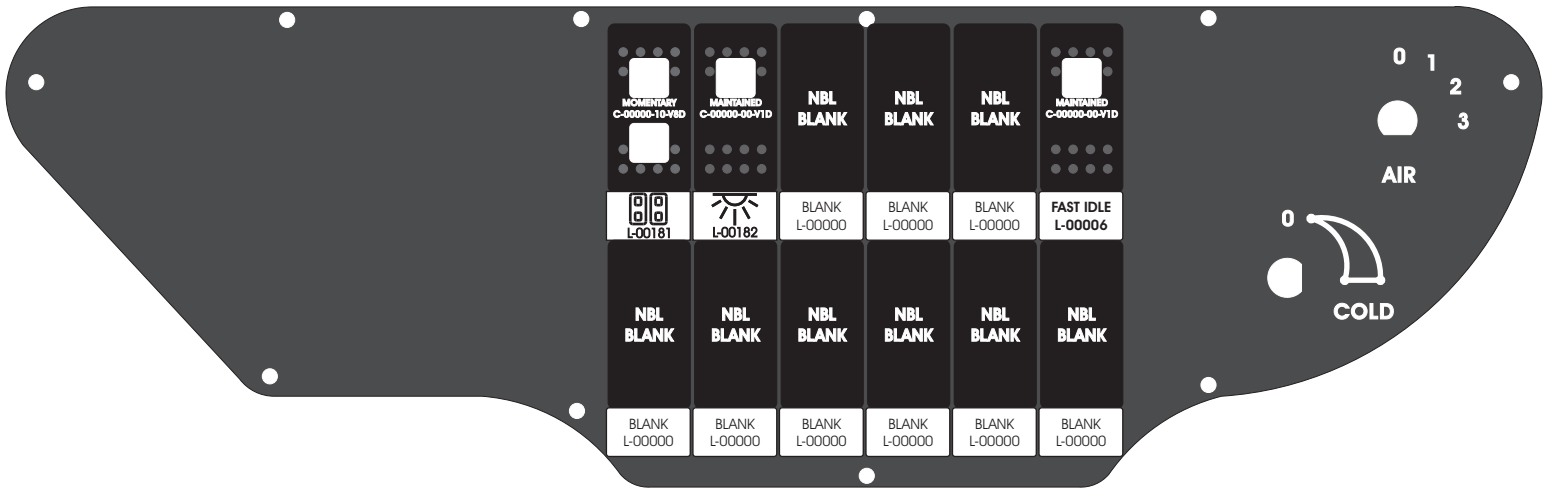 MOMENTARY
C-00000-10-V8D
MAINTAINED
C-00000-00-V1D
NBL
BLANK
NBL
BLANK
NBL
BLANK
MAINTAINED
C-00000-00-V1D
L-00181
L-00182
BLANK
L-00000
BLANK
L-00000
BLANK
L-00000
FAST IDLE
L-00006
NBL
BLANK
NBL
BLANK
NBL
BLANK
NBL
BLANK
NBL
BLANK
NBL
BLANK
BLANK
L-00000
BLANK
L-00000
BLANK
L-00000
BLANK
L-00000
BLANK
L-00000
BLANK
L-00000
0
1
2
3
AIR
0
COLD